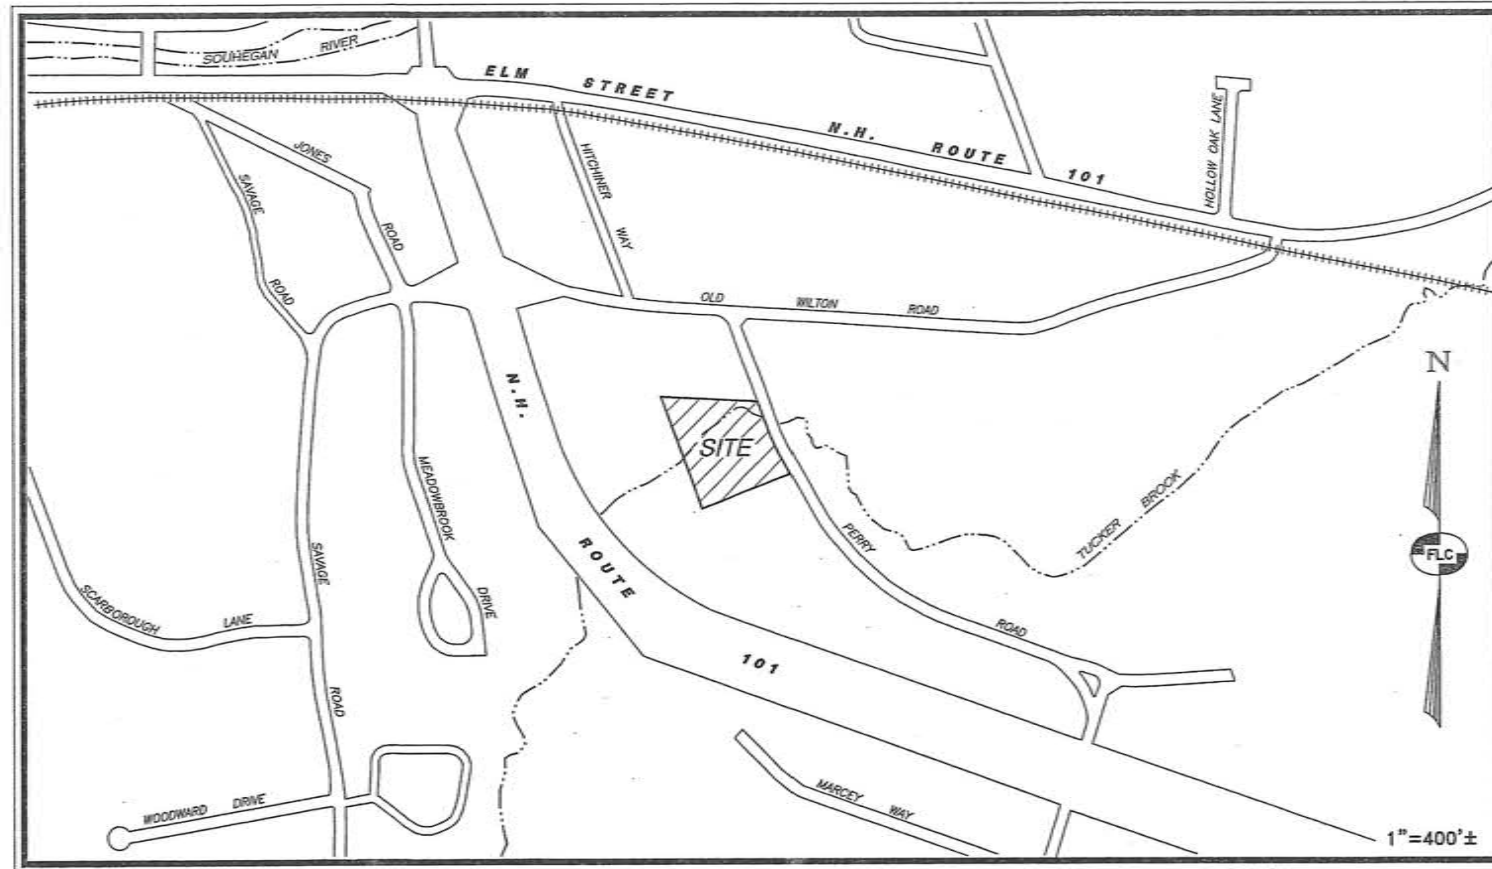 SOUHEGAN RIVER
ELM STREET
N.H. ROUTE 101
HOLLOW OAK LANE
JONES ROAD
SAVAGE ROAD
HITCHINER WAY
OLD WILTON ROAD
N
N.H. ROUTE 101
SITE
MEADOWBROOK DRIVE
PERRY ROAD
TUCKER BROOK
FLC
SAVAGE ROAD
SCARBOROUGH LANE
WOODWARD DRIVE
MARCEY WAY
1"=400'±